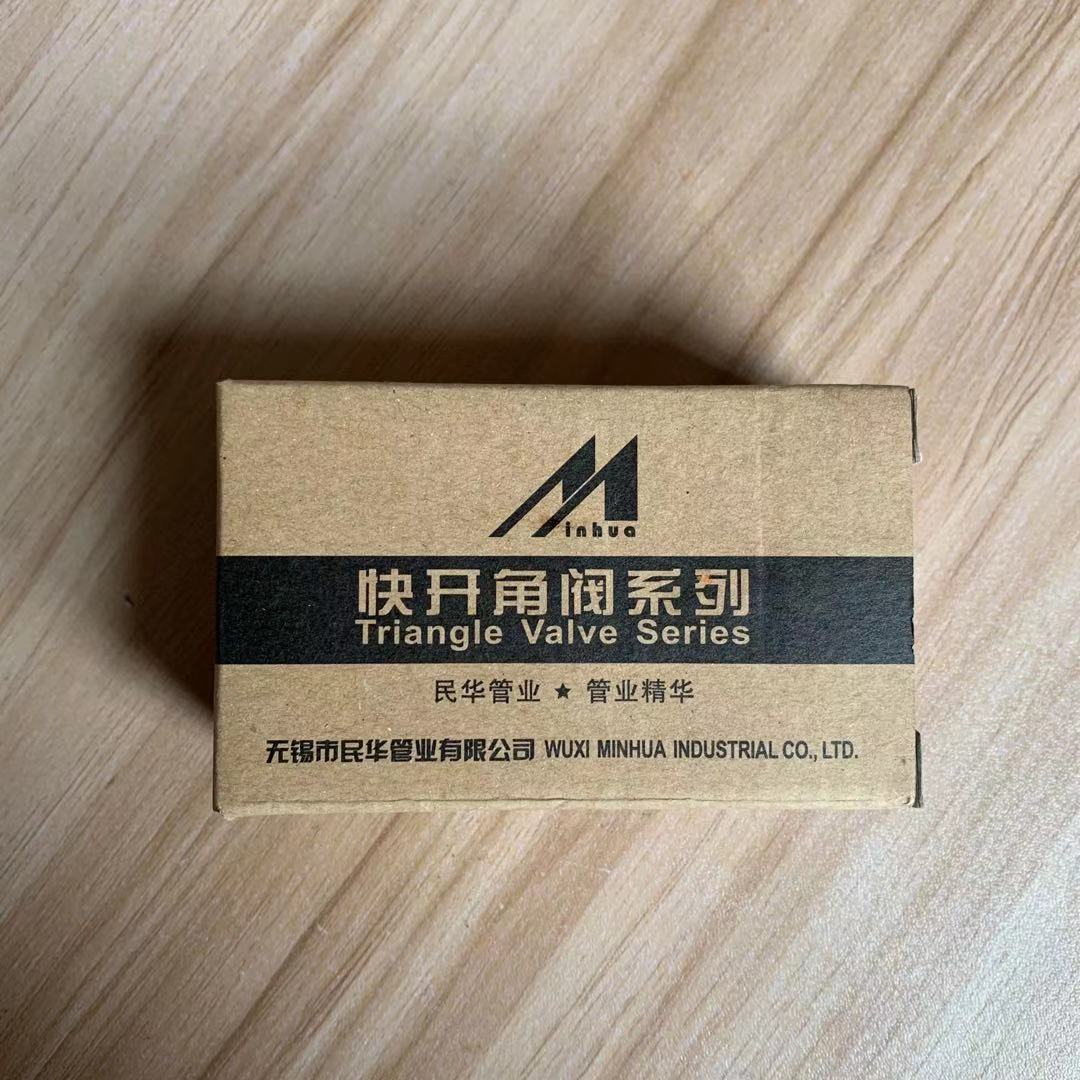 Minhua
快开角阀系列
Triangle Valve Series
民华管业 ★ 管业精华
无锡市民华管业有限公司 WUXI MINHUA INDUSTRIAL CO., LTD.